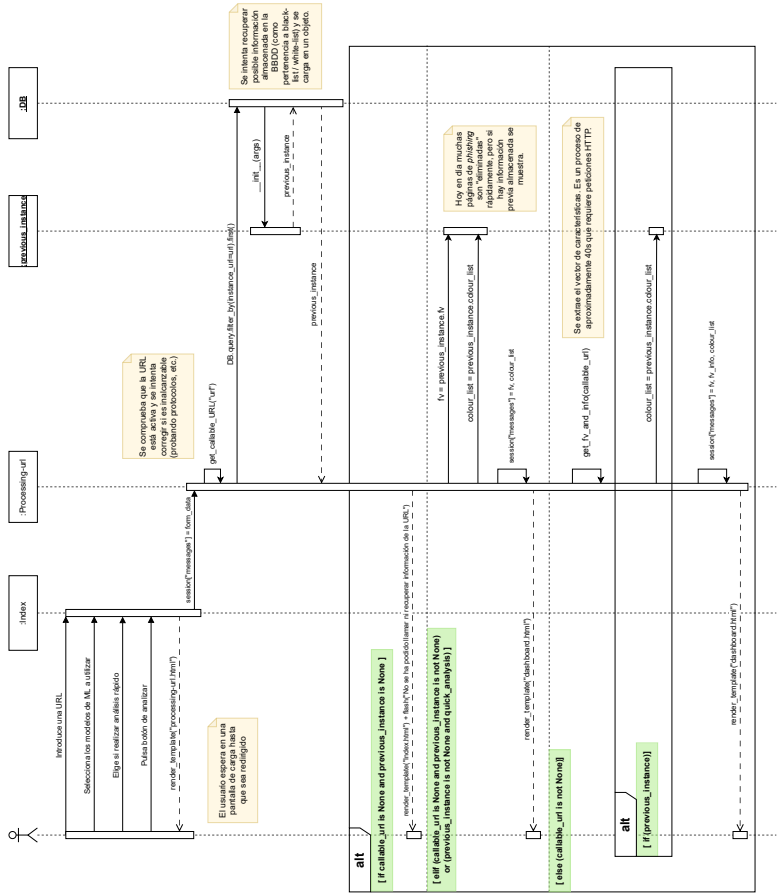 :Index
:Processing-url
:previous_instance
:DB
Introduce una URL
Selecciona los modelos de ML a utilizar
Elige si realizar análisis rápido
Pulsa botón de analizar
render_template("processing-url.html")
El usuario espera en una
pantalla de carga hasta
que sea redirigido
session["messages"] = form_data
Se comprueba que la URL
está activa y se intenta
corregir si es inalcanzable
(probando protocolos, etc.)
get_callable_URL("url")
DB.query.filter_by(instance_url=url).first()
Se intenta recuperar
posible información
almacenada en la
BBDD (como
pertenencia a black-
list / white-list) y se
carga en un objeto.
__init__(args)
previous_instance
previous_instance
alt
[ if callable_url is None and previous_instance is None ]
render_template("index.html") + flash("No se ha podido llamar ni recuperar información de la URL")
[ elif (callable_url is None and previous_instance is not None)
or (previous_instance is not None and quick_analysis) ]
fv = previous_instance.fv
colour_list = previous_instance.colour_list
Hoy en día muchas
páginas de phishing
son "eliminadas"
rápidamente, pero si
hay información
previa almacenada se
muestra.
session["messages"] = fv, colour_list
render_template("dashboard.html")
[ else (callable_url is not None)]
get_fv_and_info(callable_url)
Se extrae el vector de características. Es un proceso de
aproximadamente 40s que requiere peticiones HTTP.
alt
[ if (previous_instance)]
colour_list = previous_instance.colour_list
session["messages"] = fv, fv_info, colour_list
render_template("dashboard.html")